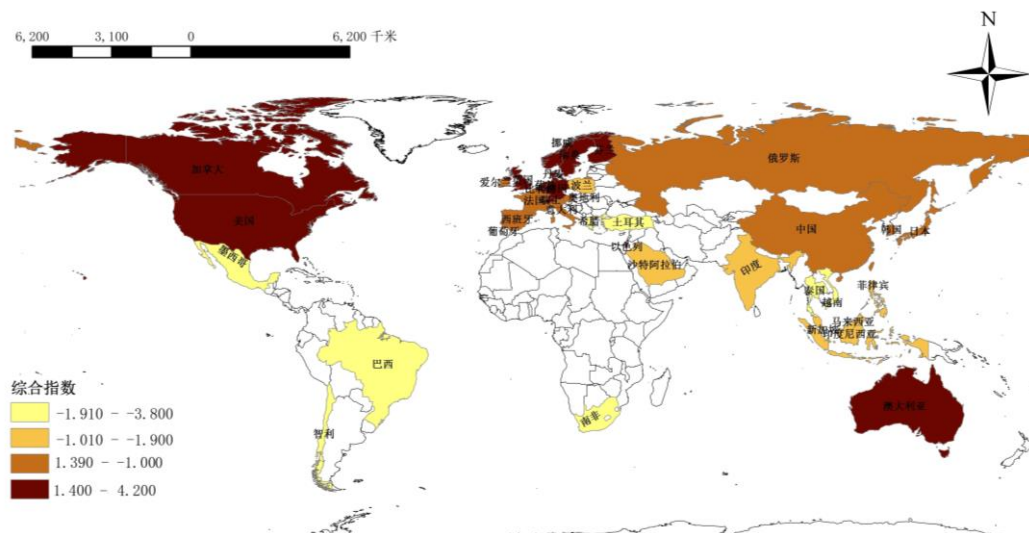 N
6,200 3,100 0 6,200 千米
挪威
加拿大
俄罗斯
爱尔兰
波兰
奥地利
法国
美国
西班牙
希腊
土耳其
中国
韩国
日本
葡萄牙
以色列
墨西哥
沙特阿拉伯
印度
泰国
菲律宾
越南
马来西亚
印度尼西亚
巴西
澳大利亚
南非
智利
综合指数
-1.910 - -3.800
-1.010 - -1.900
1.390 - -1.000
1.400 - 4.200